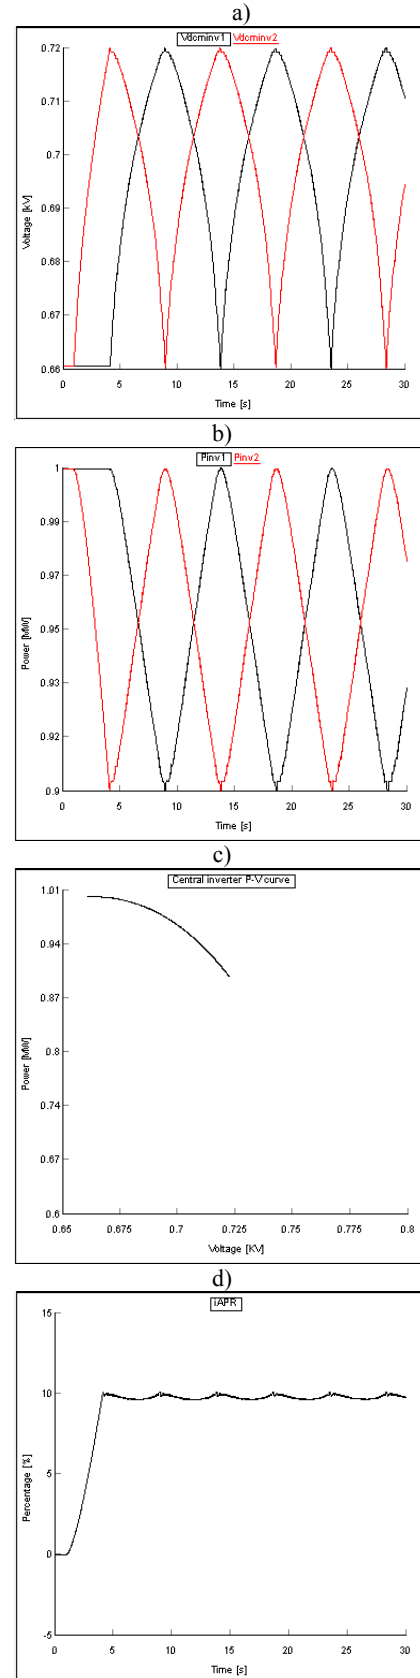 a)
Vdcminv1 Vdcminv2
0.72
0.71
0.7
0.69
0.68
0.67
0.66
Voltage [kV]
0 5 10 15 20 25 30
Time [s]
b)
Pinv1 Pinv2
1
0.99
0.97
0.95
0.93
0.92
0.9
Power [MW]
0 5 10 15 20 25 30
Time [s]
c)
Central inverter P-V curve
1.01
0.94
0.87
0.8
0.74
0.67
0.6
Power [MW]
0.65 0.675 0.7 0.725 0.75 0.775 0.8
Voltage [KV]
d)
iAPR
15
10
5
0
-5
Percentage [%]
0 5 10 15 20 25 30
Time [s]